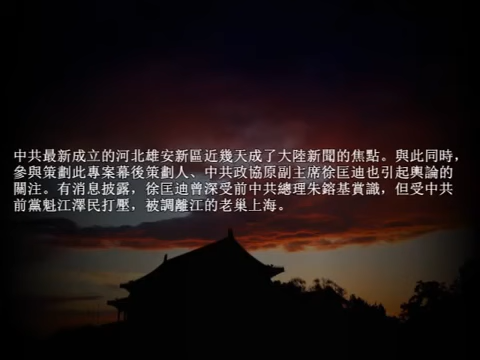 中共最新成立的河北雄安新區近幾天成了大陸新聞的焦點。與此同時，
參與策劃此專案幕後策劃人、中共政協原副主席徐匡迪也引起輿論的
關注。有消息披露，徐匡迪曾深受前中共總理朱鎔基賞識，但受中共
前黨魁江澤民打壓，被調離江的老巢上海。